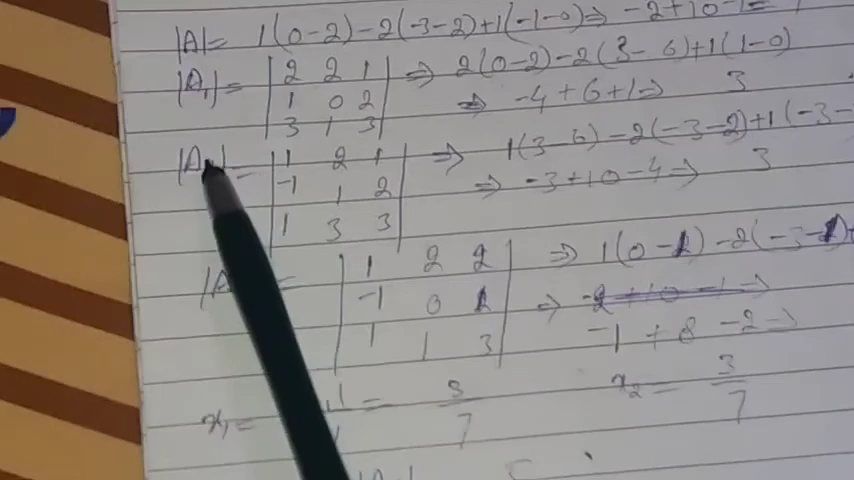 |A| = 1(0-2)-2(-3-2)+1(-1-0) ⇒ -2+10-1=
|A₁| = |2 2 1| ⇒ 2(0-2)-2(3-6)+1(1-0)
|1 0 2| ⇒ -4+6+1 ⇒ 3
|3 1 3|
|A = |1 2 1| ⇒ 1(3-6)-2(-3-2)+1(-3-
|-1 1 2| ⇒ -3+10-4 ⇒ 3
|1 3 3|
|A = |1 2 2| ⇒ 1(0-1)-2(-3-1)+
|-1 0 1| ⇒ -2+10-1 ⇒
|1 1 3| -1+8-2 ⇒
x₁ = = 3/7 x₂ = 3/7